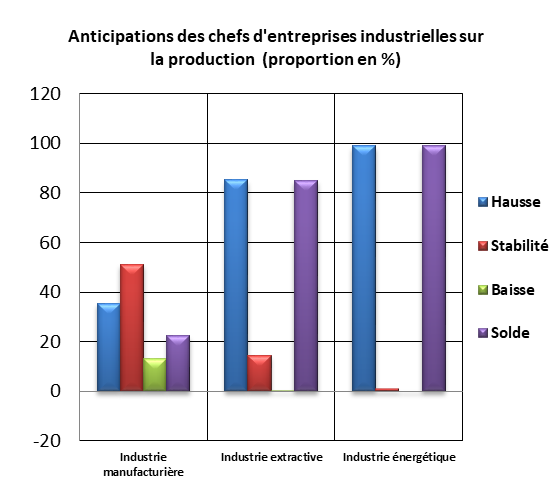 Anticipations des chefs d'entreprises industrielles sur
la production (proportion en %)
120
100
80
60
40
20
0
-20
Hausse
Stabilité
Baisse
Solde
Industrie
manufacturière
Industrie extractive
Industrie énergétique